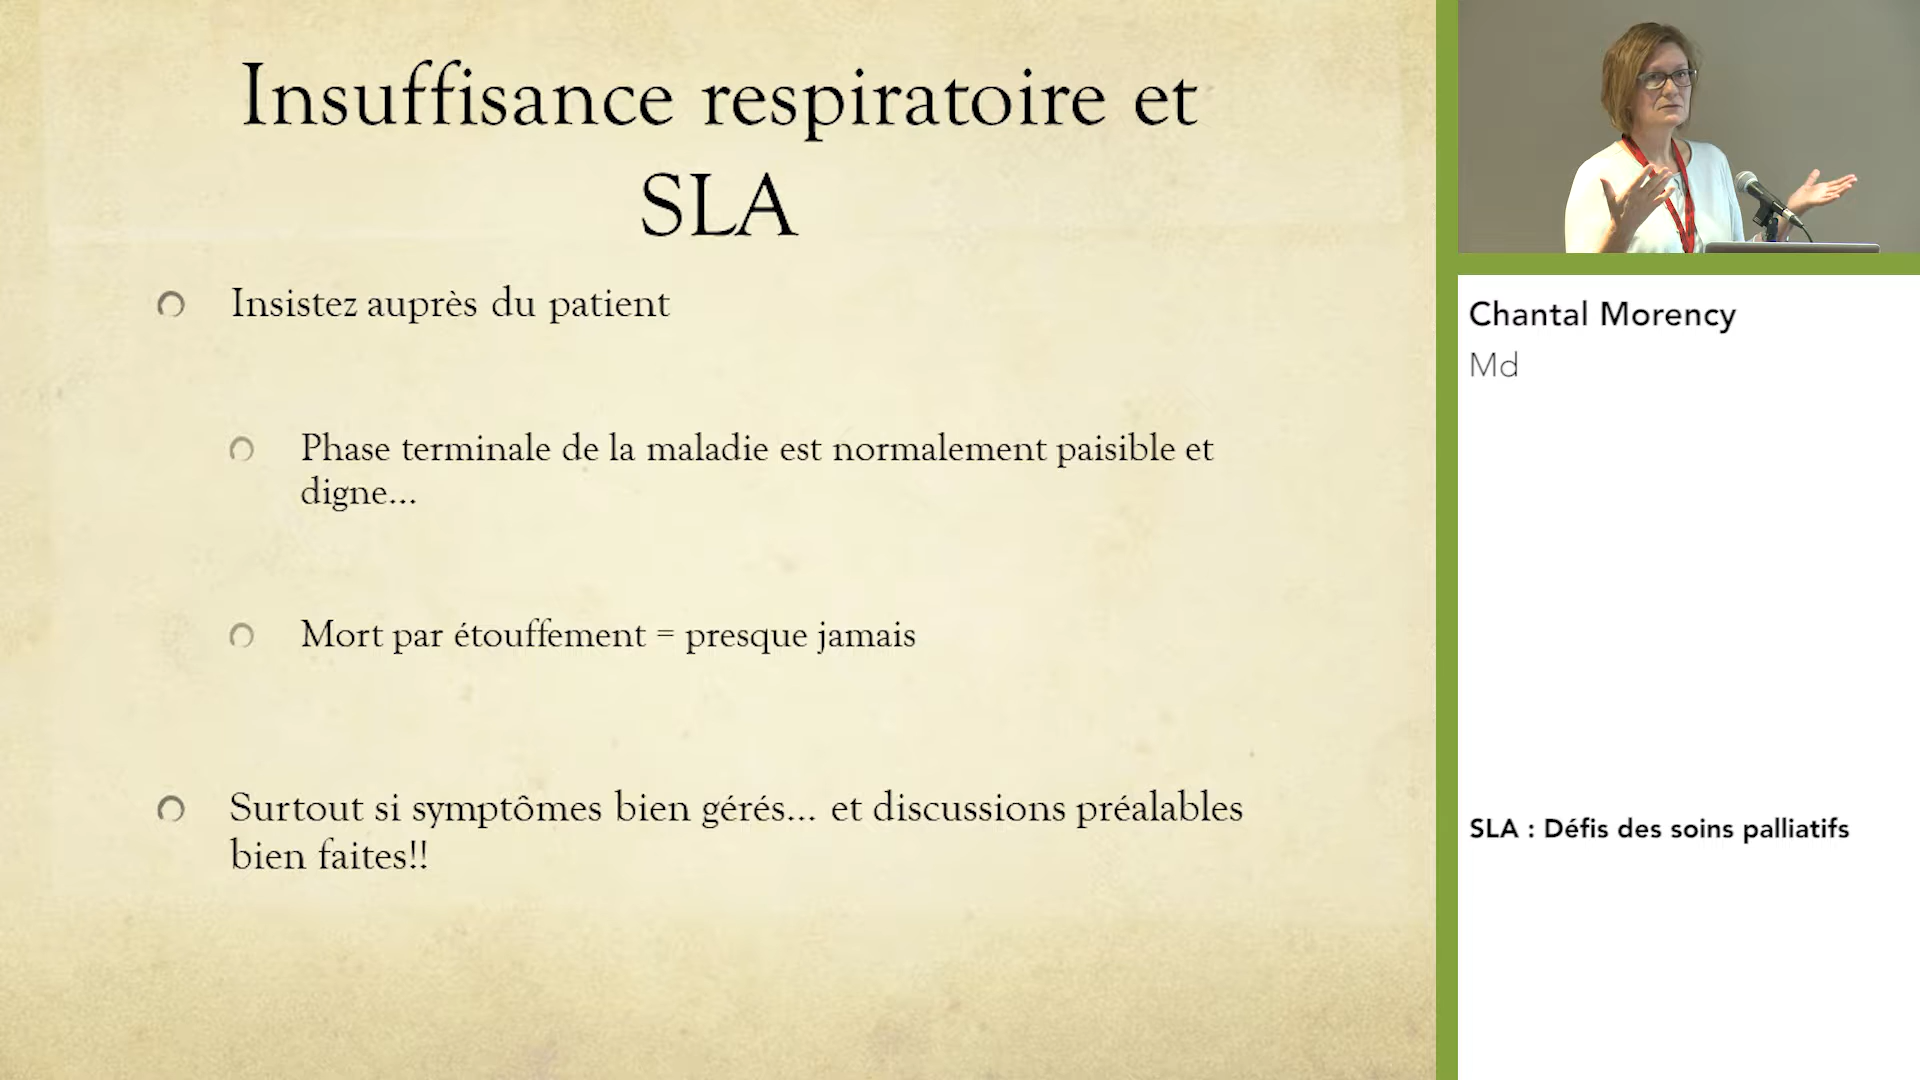 Insuffisance respiratoire et
SLA
Insistez auprès du patient
Phase terminale de la maladie est normalement paisible et
digne...
Mort par étouffement = presque jamais
Surtout si symptômes bien gérés... et discussions préalables
bien faites!!
Chantal Morency
Md
SLA : Défis des soins palliatifs